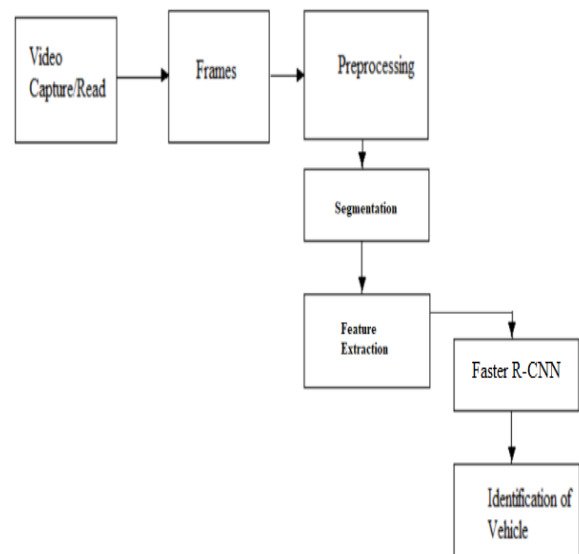 Video
Capture/Read
Frames
Preprocessing
Segmentation
Feature
Extraction
Faster R-CNN
Identification of
Vehicle